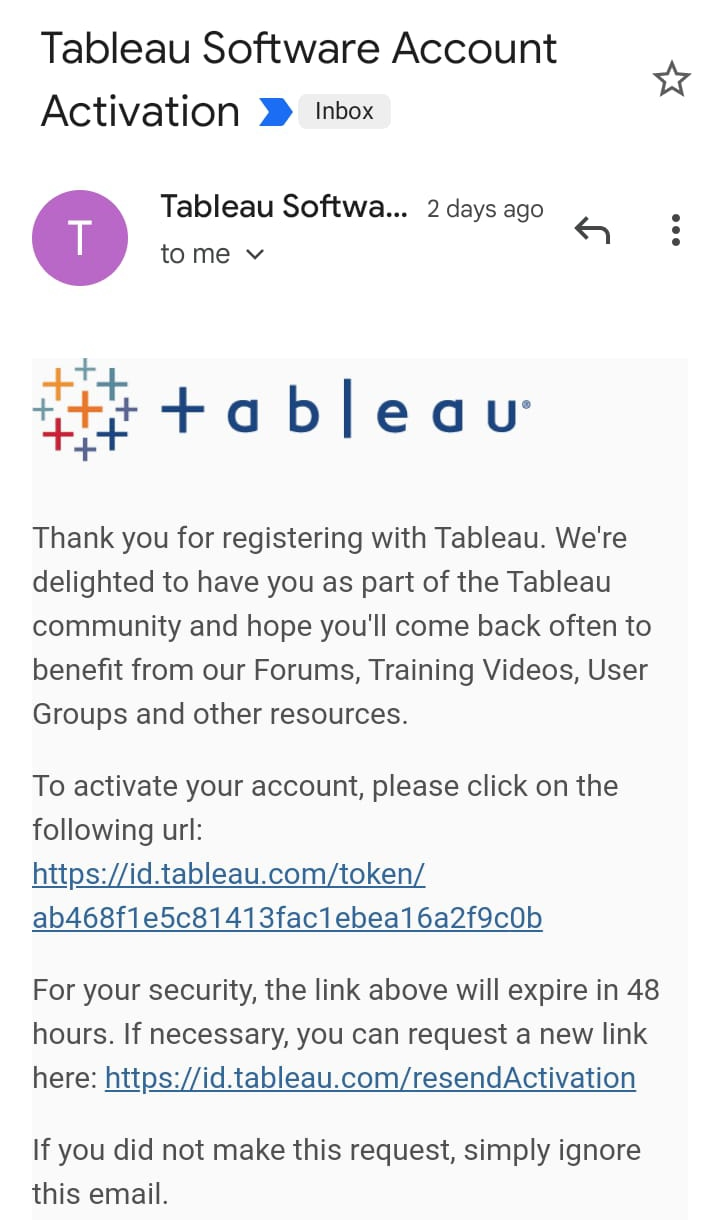 Tableau Software Account
Activation Inbox
T
Tableau Softwa... 2 days ago
to me
+ableau®
Thank you for registering with Tableau. We're
delighted to have you as part of the Tableau
community and hope you'll come back often to
benefit from our Forums, Training Videos, User
Groups and other resources.
To activate your account, please click on the
following url:
https://id.tableau.com/token/
ab468f1e5c81413fac1ebea16a2f9c0b
For your security, the link above will expire in 48
hours. If necessary, you can request a new link
here: https://id.tableau.com/resendActivation
If you did not make this request, simply ignore
this email.